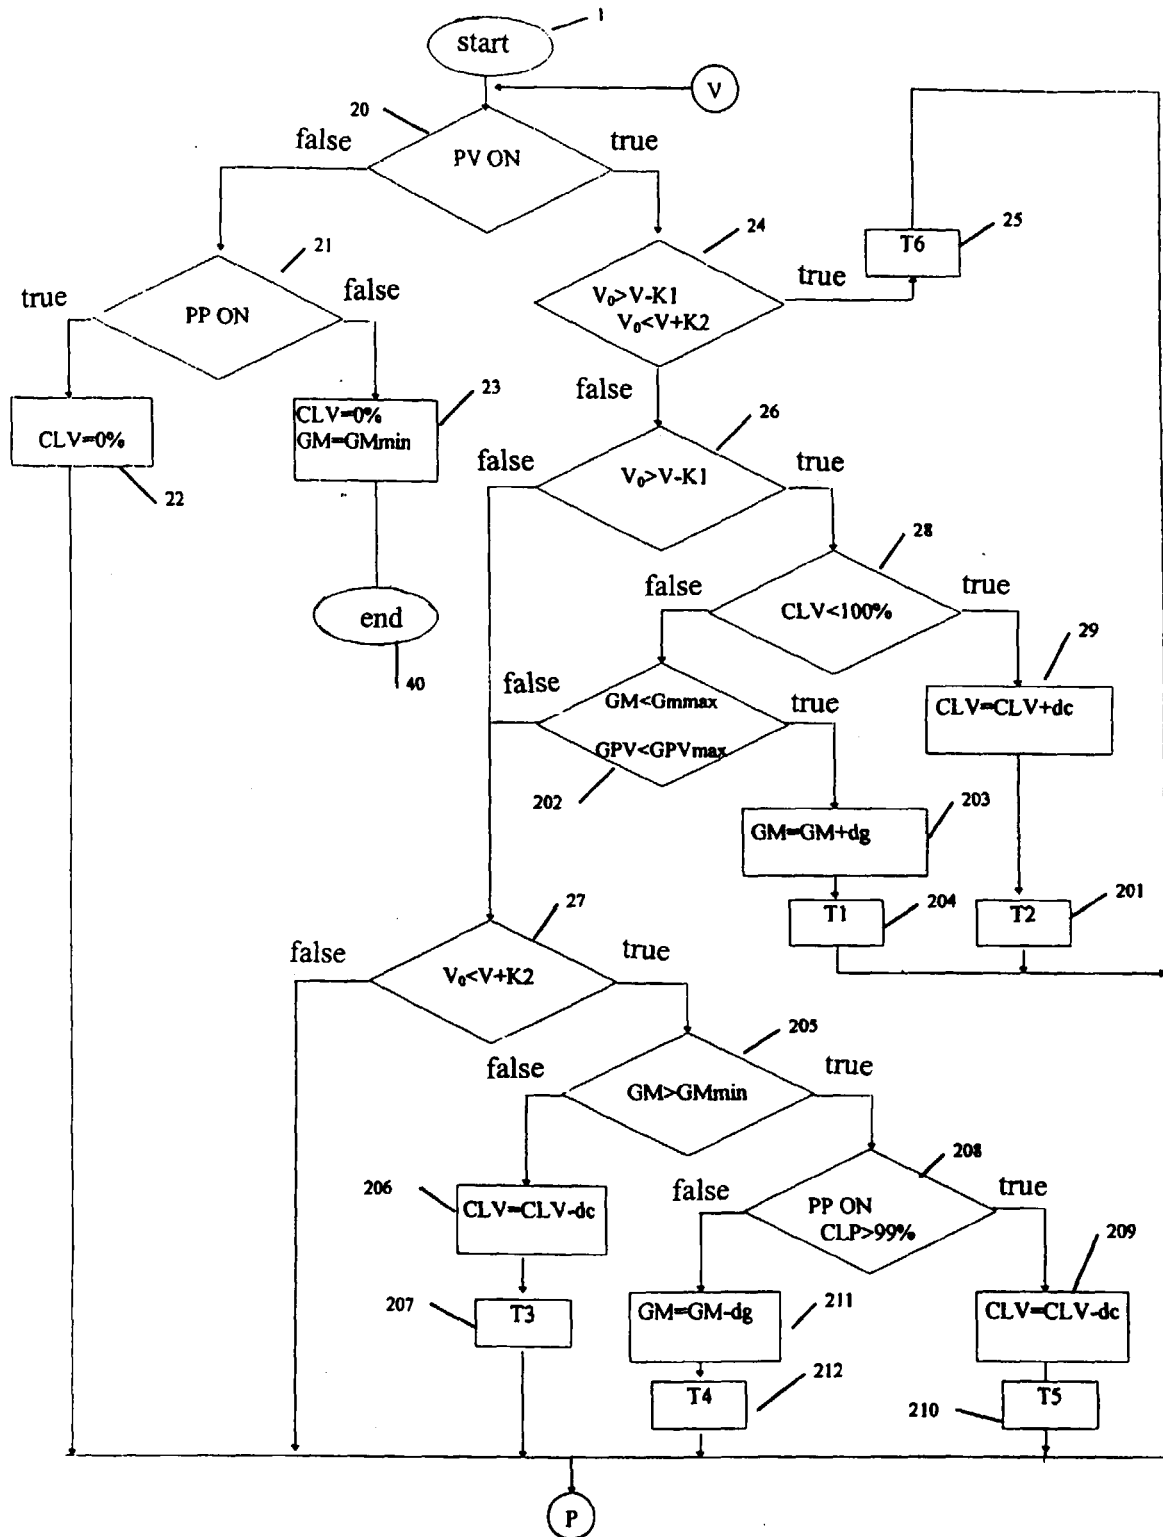 1
start
V
20
false
true
PV ON
24
25
T6
21
true
false
true
V₀>V-K1
V₀<V+K2
PP ON
23
false
CLV=0%
GM=GMmin
CLV=0%
26
false
true
V₀>V-K1
22
28
false
true
CLV<100%
end
29
40
false
GM<Gmmax
true
CLV=CLV+dc
GPV<GPVmax
202
203
GM=GM+dg
27
T1
204
T2
201
false
true
V₀<V+K2
205
false
true
GM>GMmin
208
206
false
true
CLV=CLV-dc
PP ON
CLP>99%
209
207
T3
GM=GM-dg
211
CLV=CLV-dc
T4
212
T5
210
P